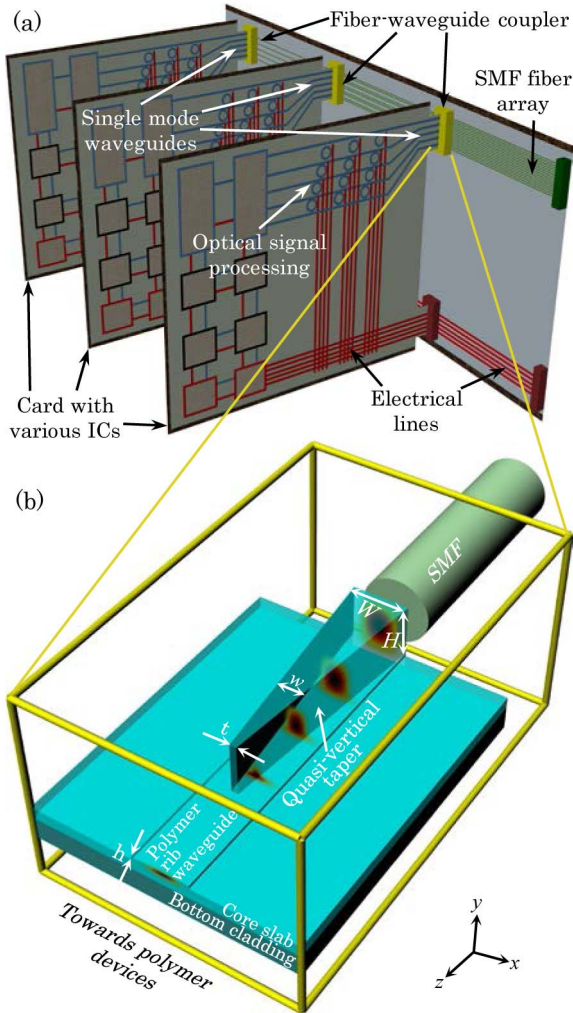 (a)
Fiber-waveguide coupler
SMF fiber
array
Single mode
waveguides
Optical signal
processing
Card with
various ICs
Electrical
lines
(b)
SMF
W
H
w
t
Quasi-vertical
taper
h
Polymer
rib
waveguide
Core slab
Bottom cladding
Towards polymer
devices
y
x
z